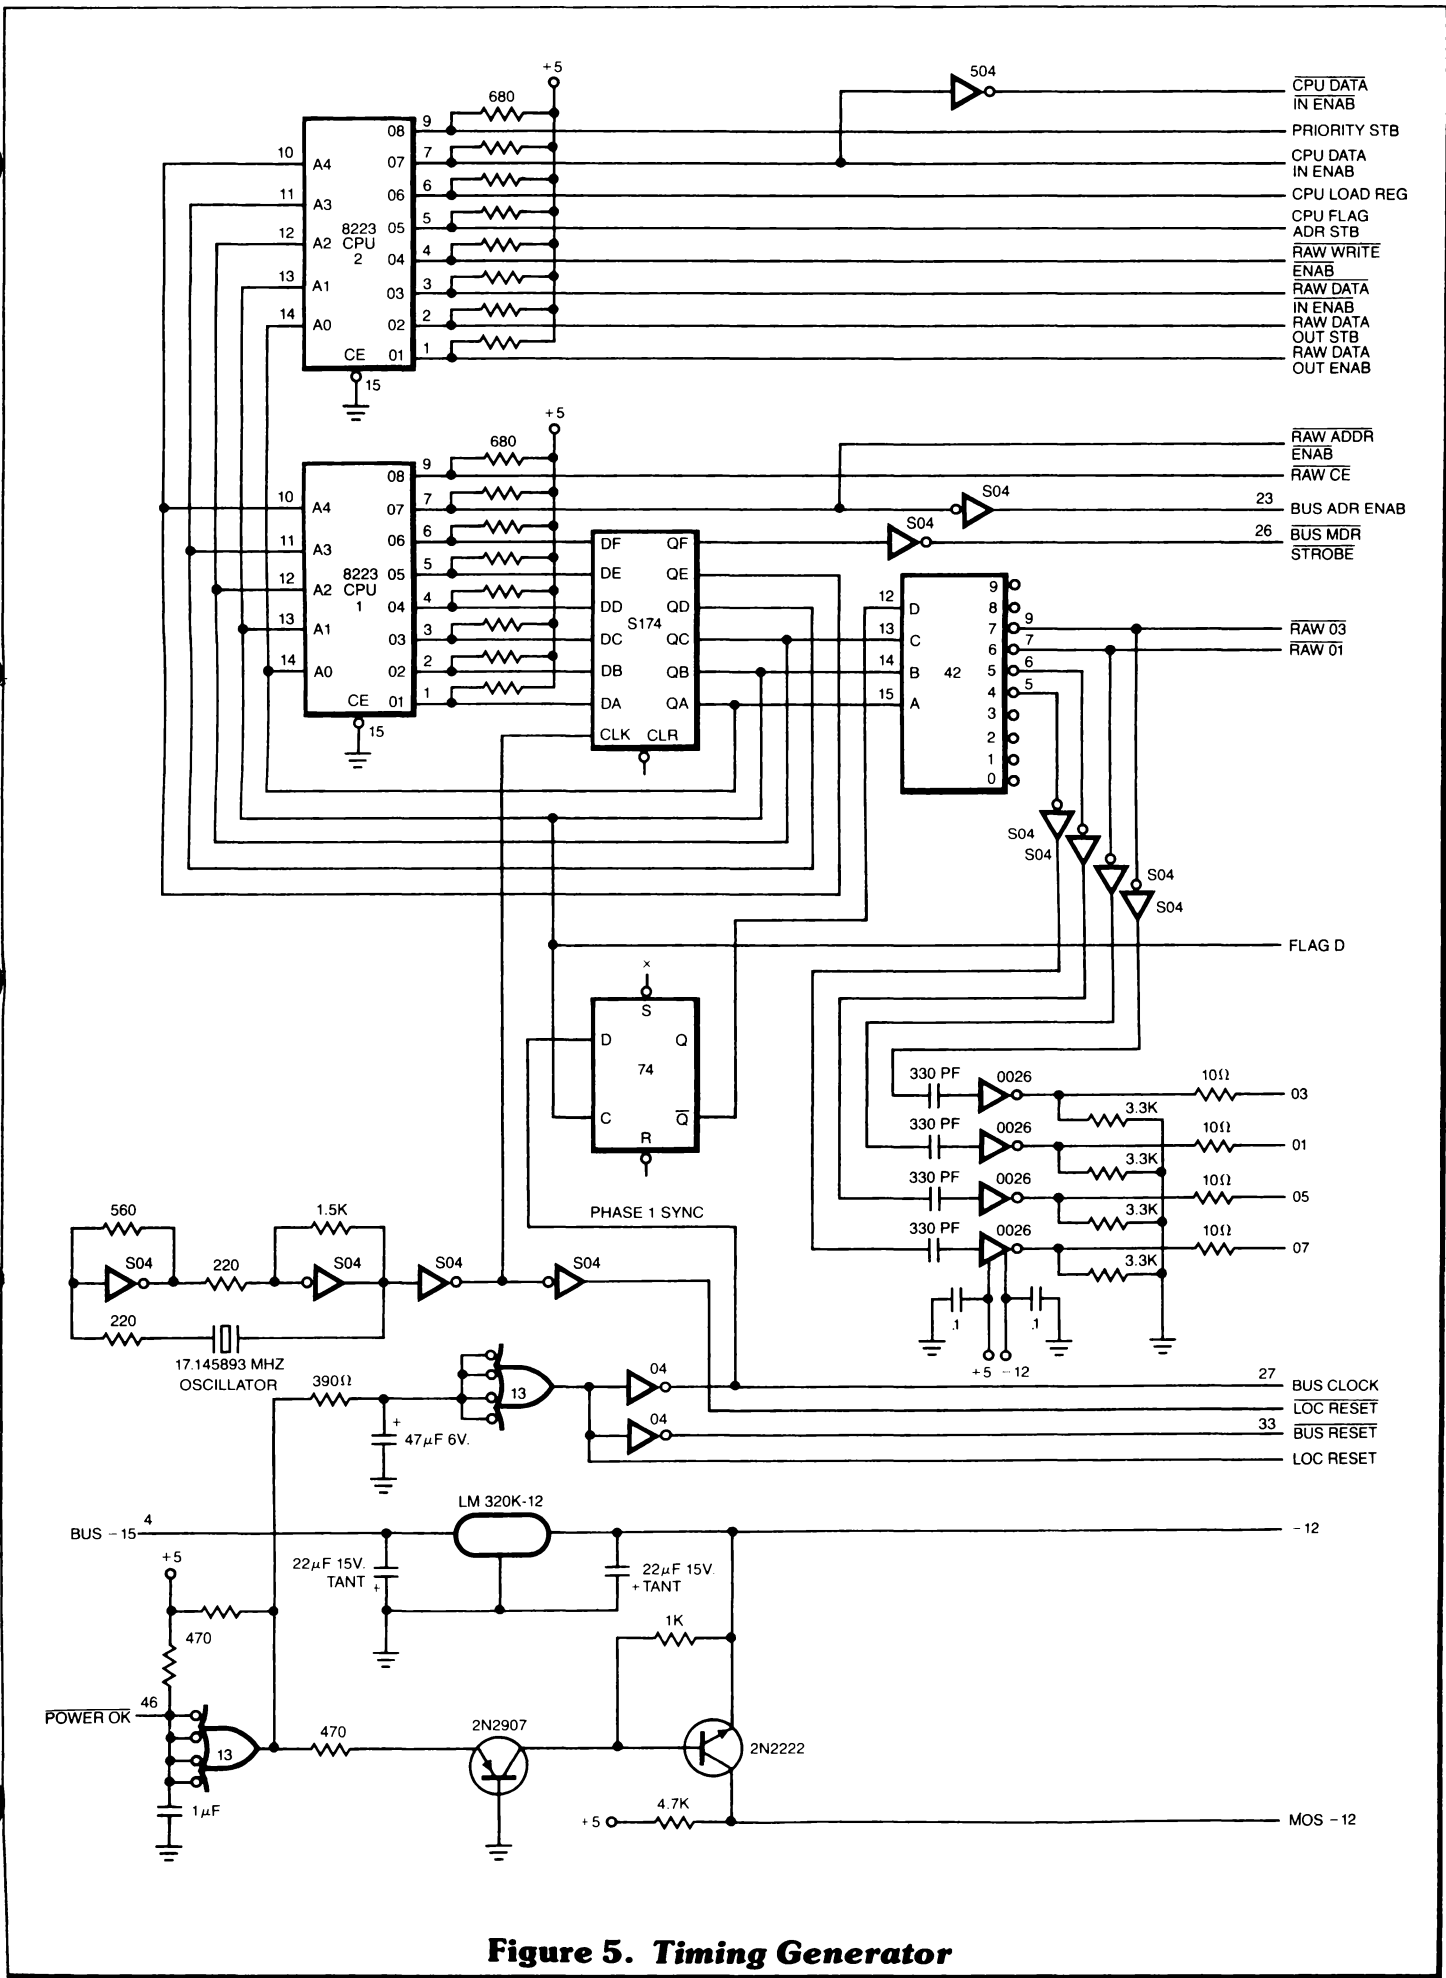 +5
680
504
CPU DATA
IN ENAB
08 9
PRIORITY STB
10 A4
07 7
CPU DATA
IN ENAB
06 6
CPU LOAD REG
11 A3
CPU FLAG
ADR STB
8223
CPU
2
05 5
12 A2
04 4
RAW WRITE
ENAB
13 A1
03 3
RAW DATA
IN ENAB
14 A0
02 2
RAW DATA
OUT STB
CE
01 1
RAW DATA
OUT ENAB
15
+5
680
RAW ADDR
ENAB
08 9
RAW CE
10 A4
07 7
S04
23 BUS ADR ENAB
06 6
DF QF
S04
26 BUS MDR
STROBE
11 A3
8223
CPU
1
05 5
DE QE
12 A2
04 4
DD QD
S174
13 A1
03 3
DC QC
14 A0
02 2
DB QB
CE
01 1
DA QA
15
CLK CLR
12 D
13 C
14 B
15 A
42
9
8
7 9
RAW 03
6 7
RAW 01
5 6
4 5
3
2
1
0
S04
S04
S04
S04
FLAG D
x
S
D Q
74
C Q
R
330 PF 0026 10Ω 03
3.3K
330 PF 0026 10Ω 01
3.3K
330 PF 0026 10Ω 05
3.3K
330 PF 0026 10Ω 07
3.3K
.1 .1
+5 -12
PHASE 1 SYNC
560
1.5K
S04
220
S04
S04
S04
220
17.145893 MHZ
OSCILLATOR
390Ω
13
04
27 BUS CLOCK
LOC RESET
+
47μF 6V.
04
33 BUS RESET
LOC RESET
LM 320K-12
BUS -15 4
-12
22μF 15V.
TANT +
22μF 15V.
+ TANT
+5
470
1K
POWER OK 46
13
470
2N2907
2N2222
1μF
+5
4.7K
MOS -12
Figure 5. Timing Generator